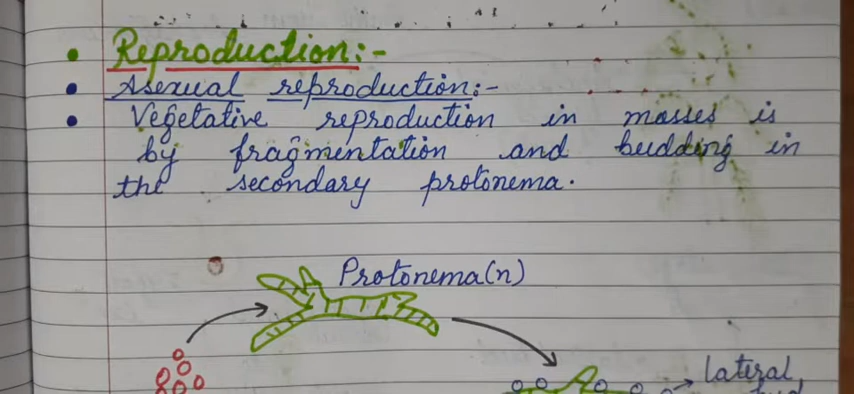 Reproduction:-
Asexual reproduction:-
Vegetative reproduction in mosses is
by fragmentation and budding in
the secondary protonema.
Protonema(n)
lateral